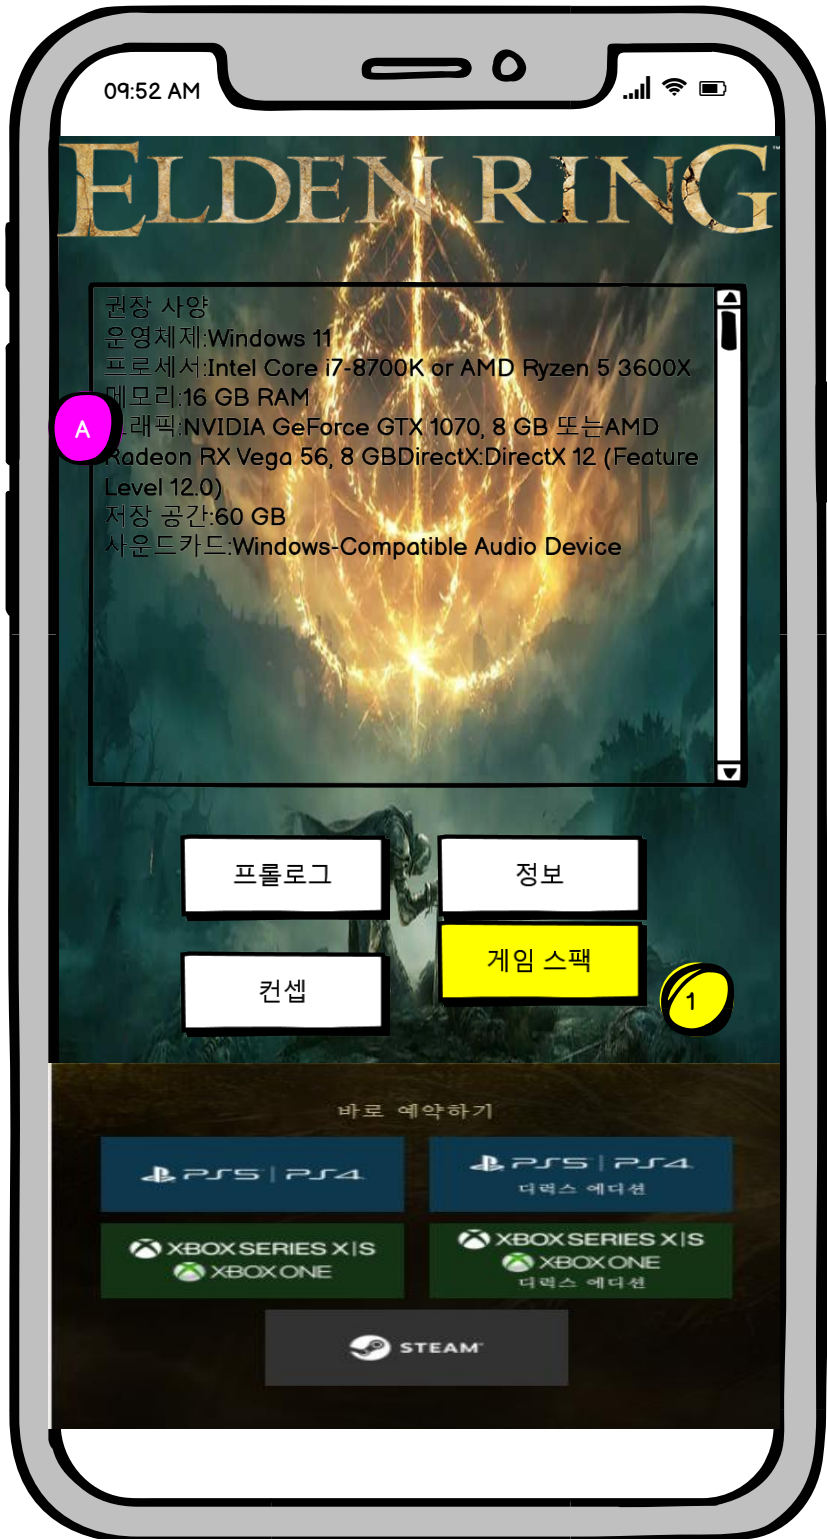 09:52 AM
ELDEN RING™
권장 사양
운영체제:Windows 11
프로세서:Intel Core i7-8700K or AMD Ryzen 5 3600X
메모리:16 GB RAM
A
그래픽:NVIDIA GeForce GTX 1070, 8 GB 또는AMD
Radeon RX Vega 56, 8 GBDirectX:DirectX 12 (Feature
Level 12.0)
저장 공간:60 GB
사운드카드:Windows-Compatible Audio Device
프롤로그
정보
게임 스팩
컨셉
1
바로 예약하기
PS5 | PS4
PS5 | PS4
디럭스 에디션
XBOX SERIES X|S
XBOX ONE
XBOX SERIES X|S
XBOX ONE
디럭스 에디션
STEAM™